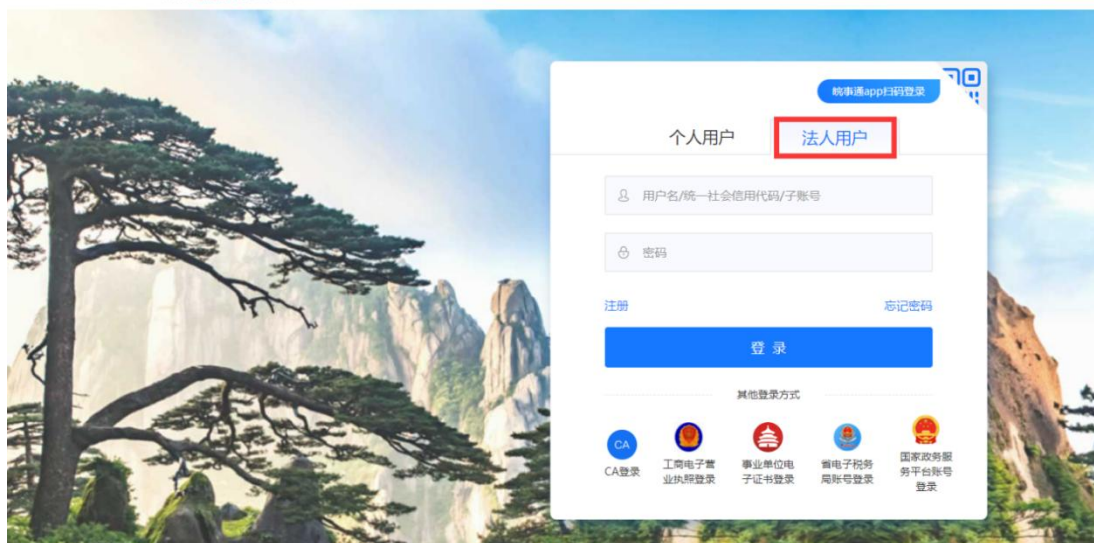 皖事通app扫码登录
个人用户
法人用户
用户名/统一社会信用代码/子账号
密码
注册
忘记密码
登 录
其他登录方式
CA
CA登录
工商电子营
业执照登录
事业单位电
子证书登录
省电子税务
局账号登录
国家政务服
务平台账号
登录